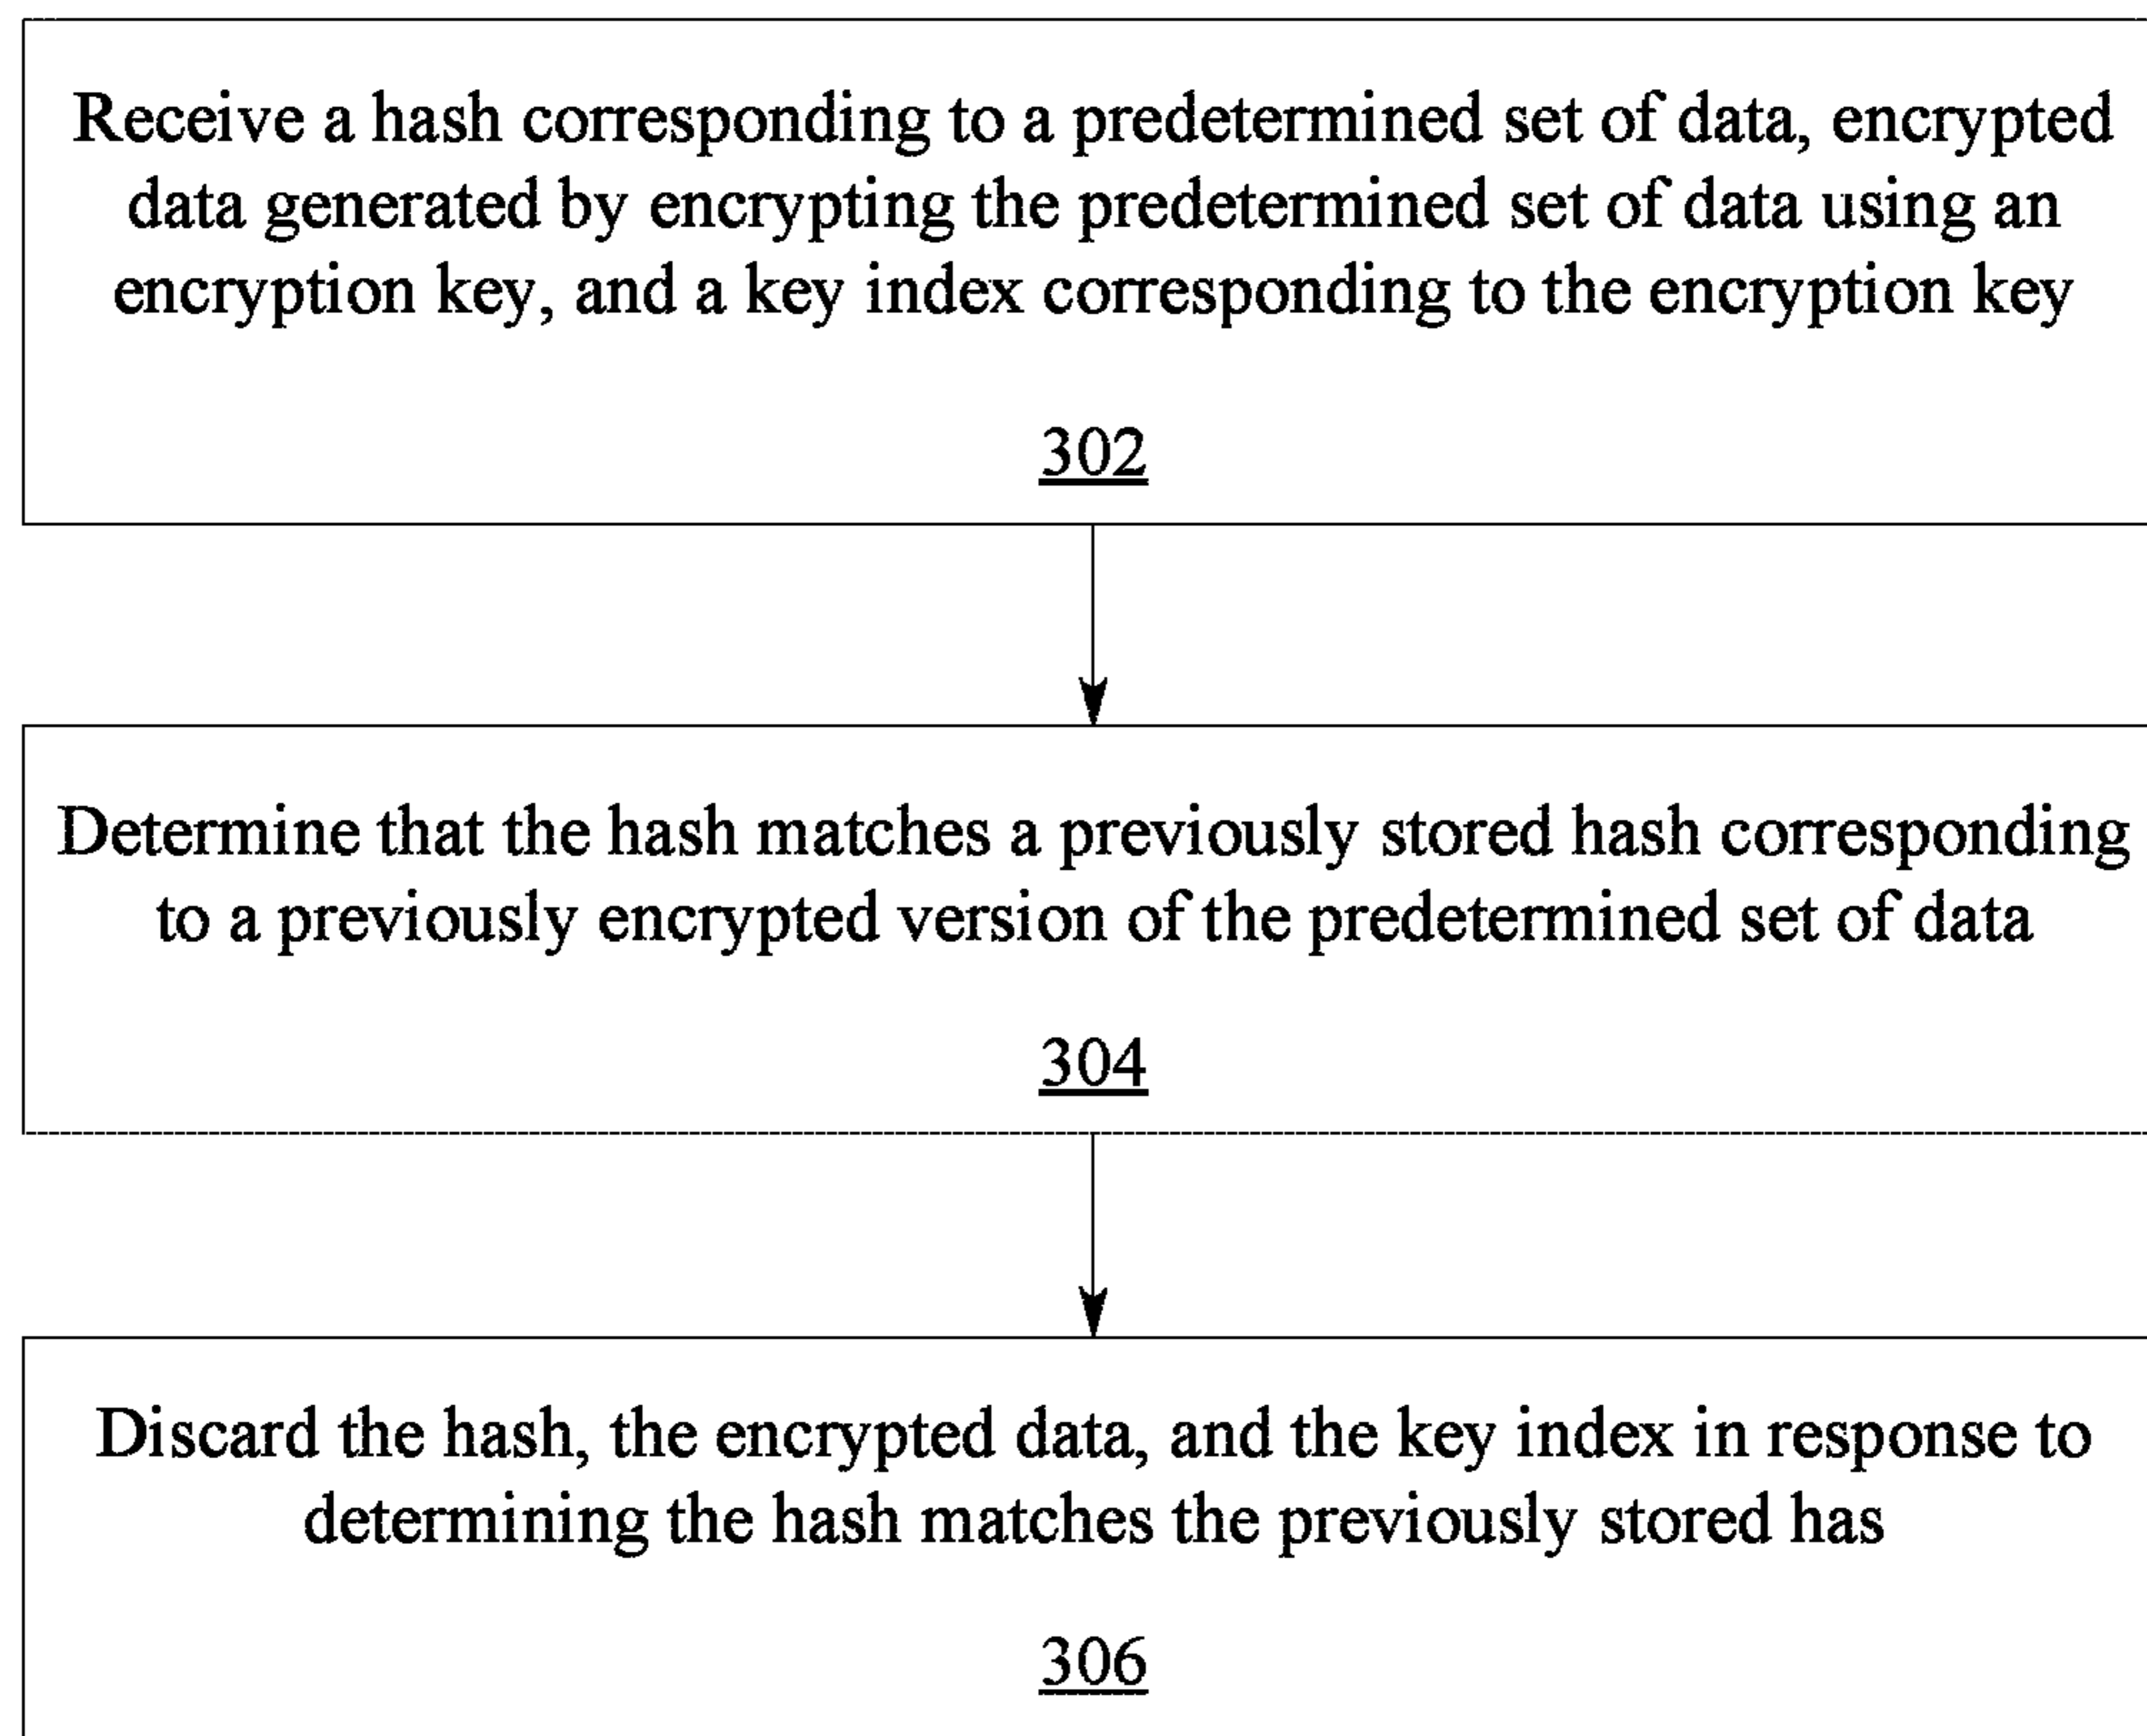 Receive a hash corresponding to a predetermined set of data, encrypted
data generated by encrypting the predetermined set of data using an
encryption key, and a key index corresponding to the encryption key
302
Determine that the hash matches a previously stored hash corresponding
to a previously encrypted version of the predetermined set of data
304
Discard the hash, the encrypted data, and the key index in response to
determining the hash matches the previously stored has
306